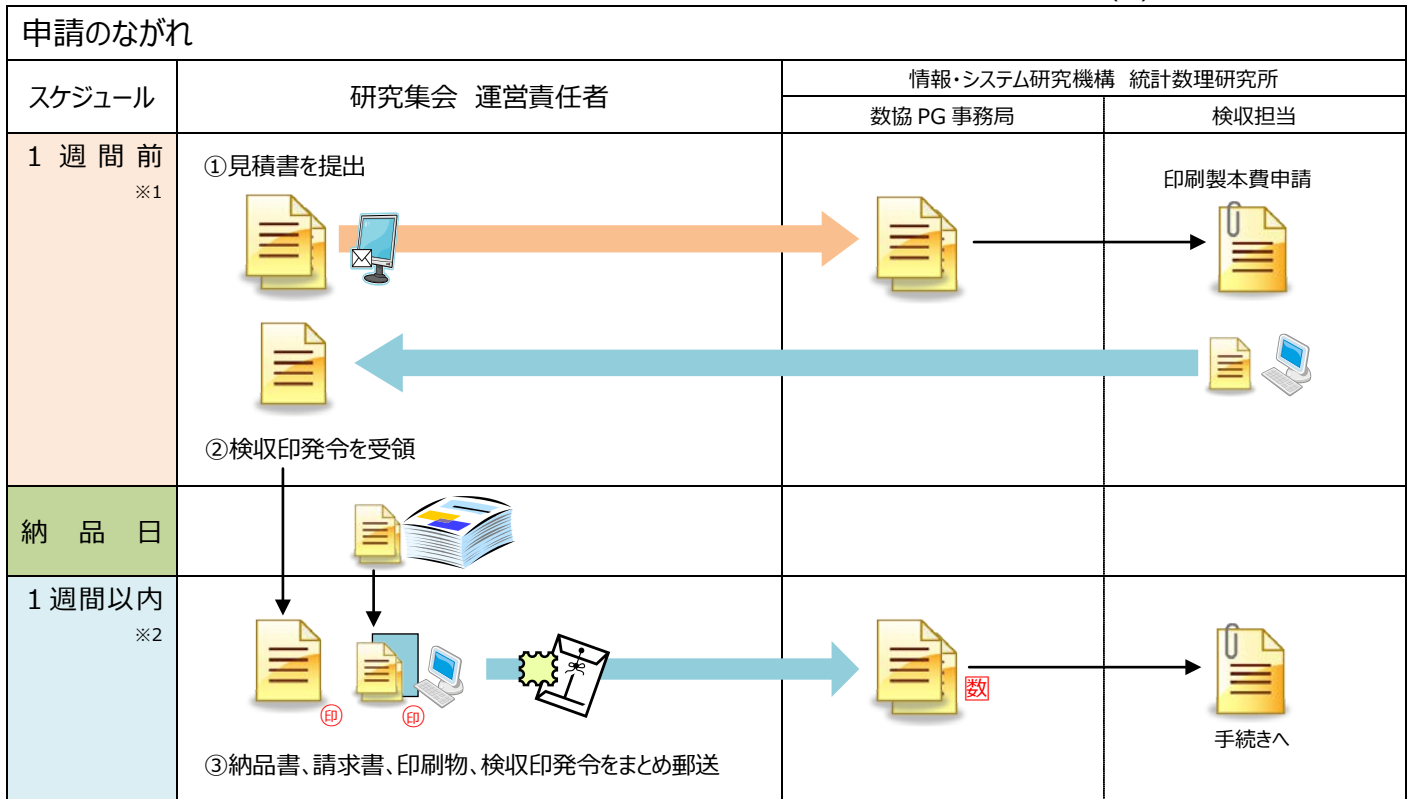 申請のながれ
スケジュール
研究集会 運営責任者
情報・システム研究機構 統計数理研究所
数協 PG 事務局
検収担当
1 週間前
※1
①見積書を提出
印刷製本費申請
②検収印発令を受領
納品日
1 週間以内
※2
印
印
数
手続きへ
③納品書、請求書、印刷物、検収印発令をまとめ郵送